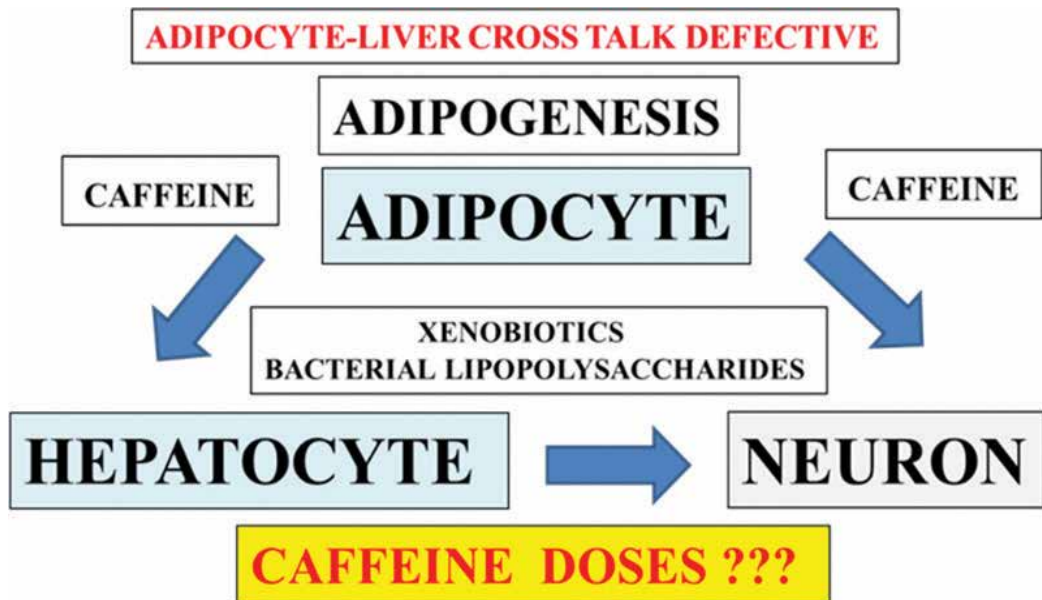 ADIPOCYTE-LIVER CROSS TALK DEFECTIVE
ADIPOGENESIS
CAFFEINE
CAFFEINE
ADIPOCYTE
XENOBIOTICS
BACTERIAL LIPOPOLYSACCHARIDES
HEPATOCYTE
NEURON
CAFFEINE DOSES ???